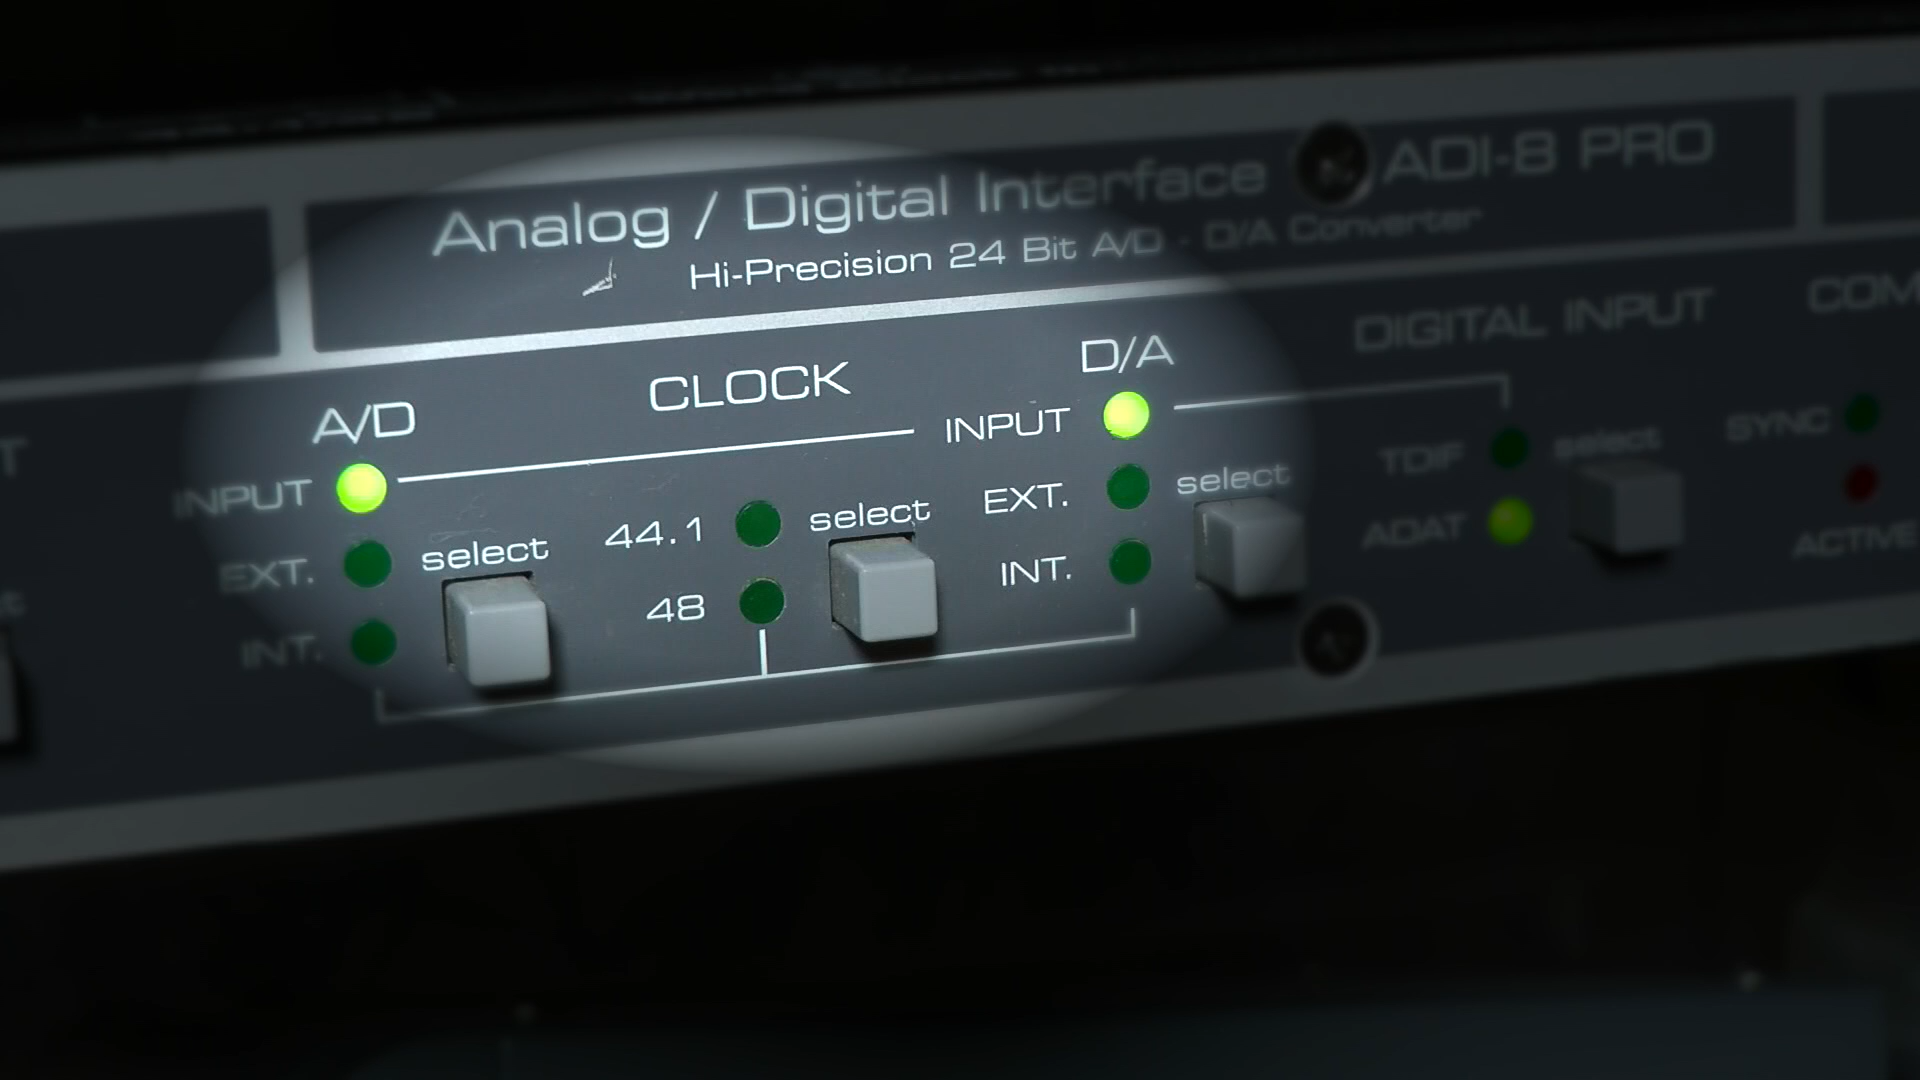 Analog / Digital Interface ADI-8 PRO
Hi-Precision 24 Bit A/D - D/A Converter
A/D
CLOCK
D/A
DIGITAL INPUT
COM
INPUT
EXT.
INT.
select
44.1
48
select
INPUT
EXT.
INT.
select
TDIF
ADAT
select
SYNC
ACTIVE